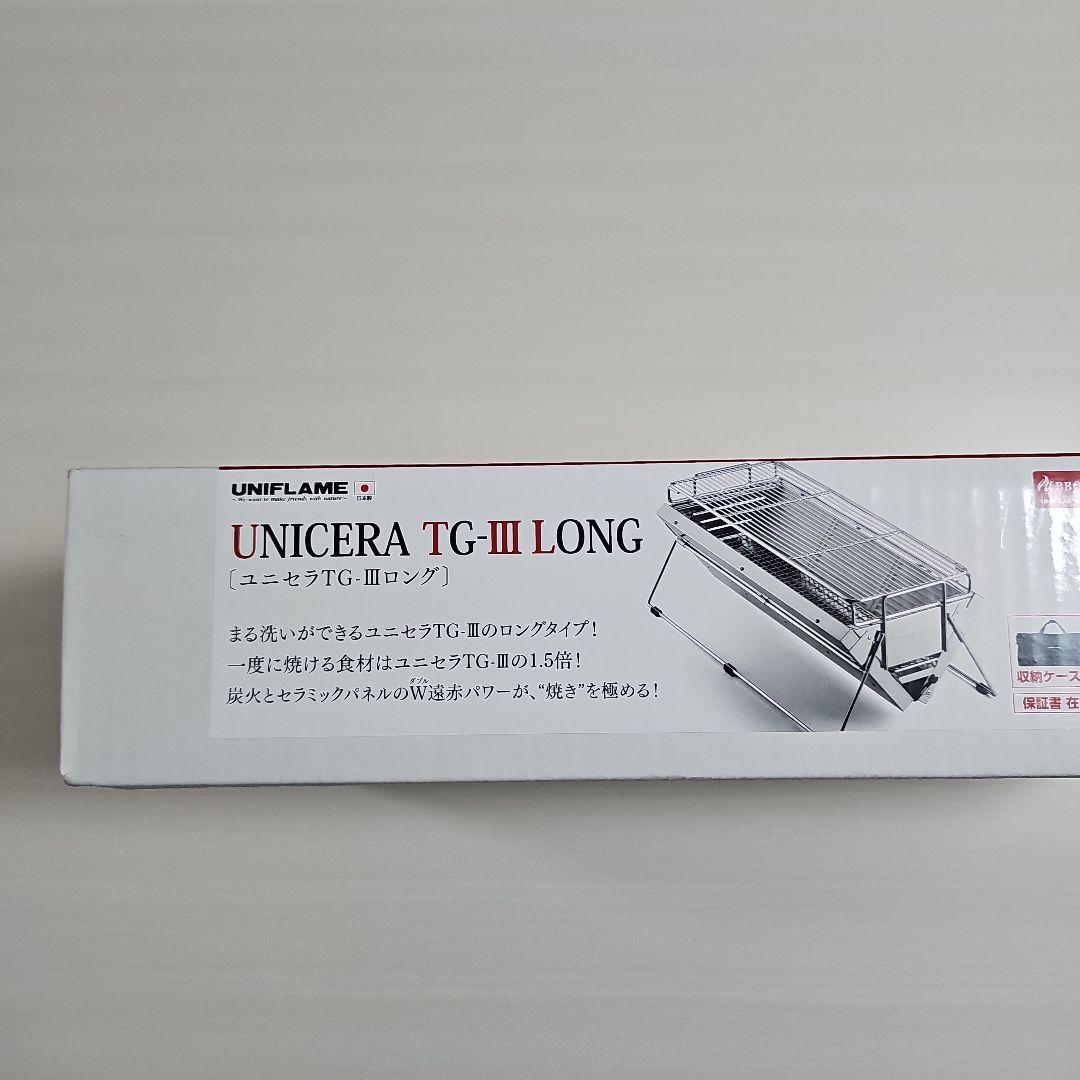 UNIFLAME
~We want to make friends with nature~
日本製
UNICERA TG-Ⅲ LONG
〔ユニセラTG-Ⅲロング〕
まる洗いができるユニセラTG-Ⅲのロングタイプ!
一度に焼ける食材はユニセラTG-Ⅲの1.5倍!
ダブル
炭火とセラミックパネルのW遠赤パワーが、“焼き”を極める!
収納ケース
保証書 在